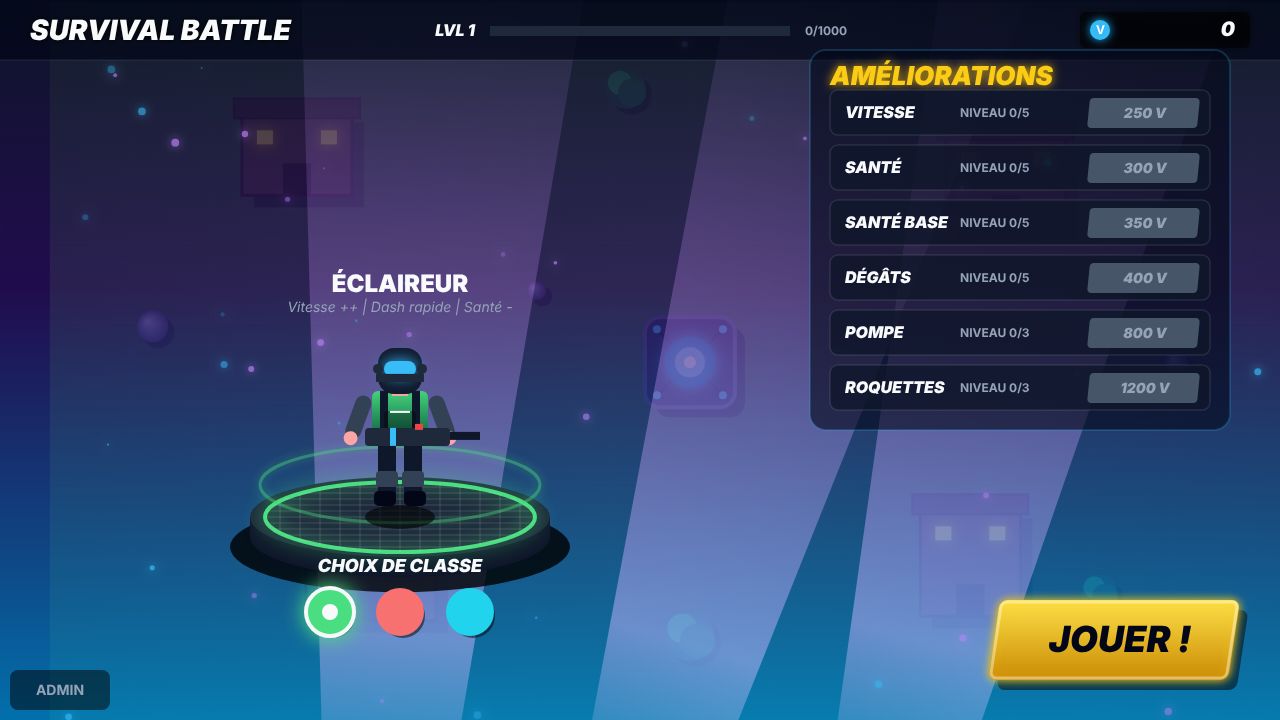 SURVIVAL BATTLE
LVL 1
0/1000
V
0
AMÉLIORATIONS
VITESSE NIVEAU 0/5 250 V
SANTÉ NIVEAU 0/5 300 V
SANTÉ BASE NIVEAU 0/5 350 V
DÉGÂTS NIVEAU 0/5 400 V
POMPE NIVEAU 0/3 800 V
ROQUETTES NIVEAU 0/3 1200 V
ÉCLAIREUR
Vitesse ++ | Dash rapide | Santé -
CHOIX DE CLASSE
JOUER !
ADMIN